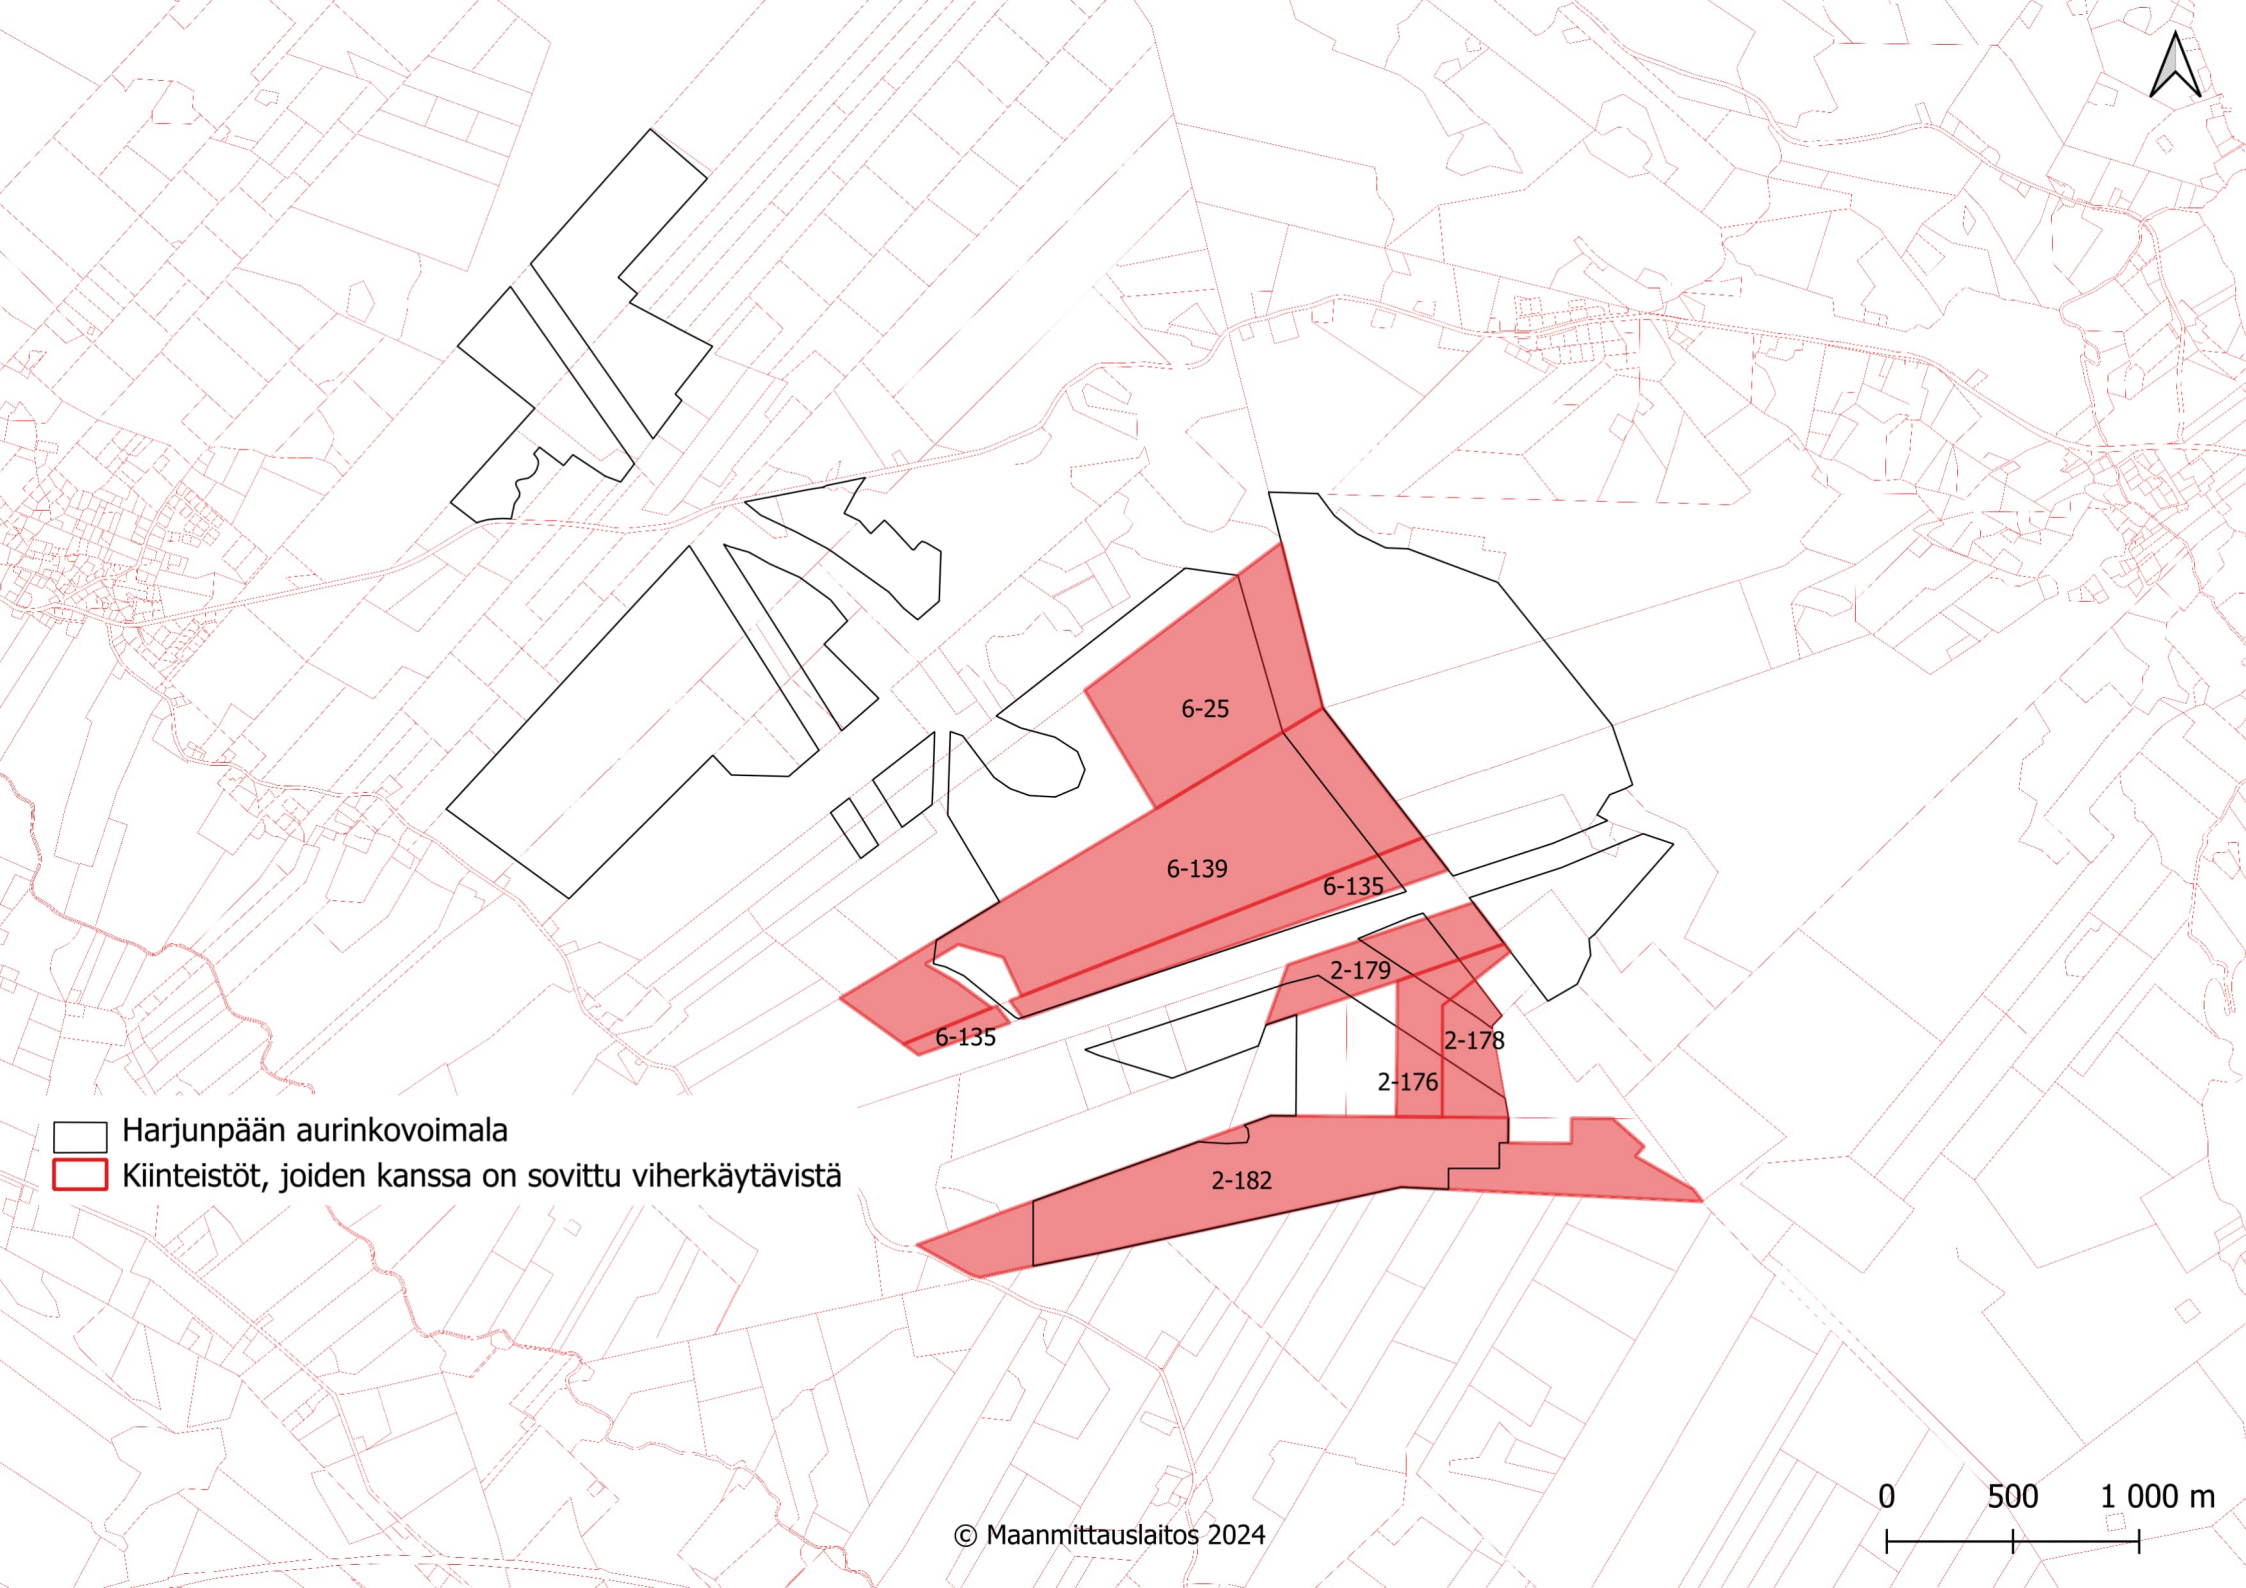 6-25
6-139
6-135
2-179
6-135
2-178
2-176
Harjunpään aurinkovoimala
Kiinteistöt, joiden kanssa on sovittu viherkäytävistä
2-182
0 500 1 000 m
© Maanmittauslaitos 2024